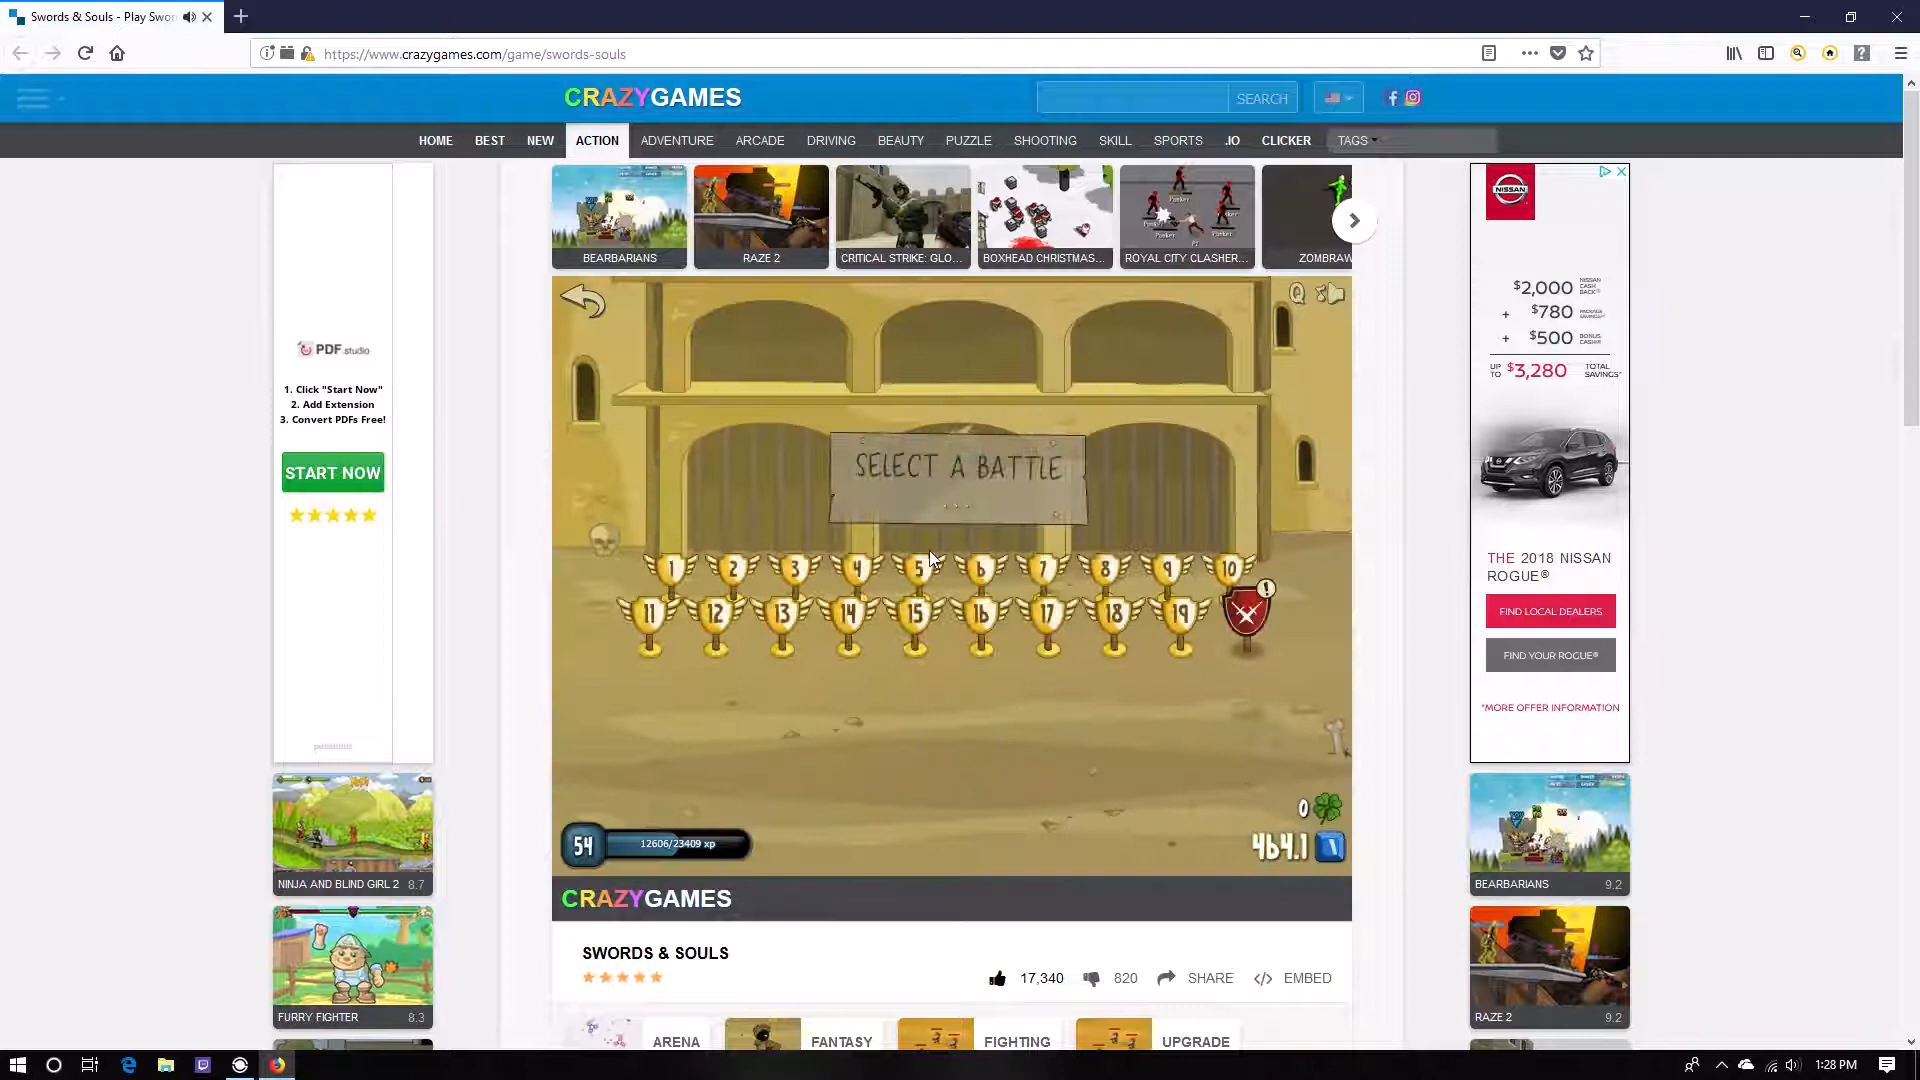 Swords & Souls - Play Swor
https://www.crazygames.com/game/swords-souls
CRAZYGAMES
SEARCH
HOME BEST NEW ACTION ADVENTURE ARCADE DRIVING BEAUTY PUZZLE SHOOTING SKILL SPORTS .IO CLICKER TAGS
BEARBARIANS
RAZE 2
CRITICAL STRIKE: GLO...
BOXHEAD CHRISTMAS...
ROYAL CITY CLASHER...
ZOMBRAW
PDF.studio
1. Click "Start Now"
2. Add Extension
3. Convert PDFs Free!
START NOW
NINJA AND BLIND GIRL 2 8.7
FURRY FIGHTER 8.3
Q
SELECT A BATTLE
...
1 2 3 4 5 6 7 8 9 10
11 12 13 14 15 16 17 18 19 !
0
54 12606/23409 xp
464.1
CRAZYGAMES
SWORDS & SOULS
17,340 820 SHARE EMBED
ARENA FANTASY FIGHTING UPGRADE
NISSAN
$2,000 NISSAN CASH BACK
+ $780
+ $500 BONUS CASH
UP TO $3,280 TOTAL SAVINGS*
THE 2018 NISSAN
ROGUE®
FIND LOCAL DEALERS
FIND YOUR ROGUE®
*MORE OFFER INFORMATION
BEARBARIANS 9.2
RAZE 2 9.2
1:28 PM